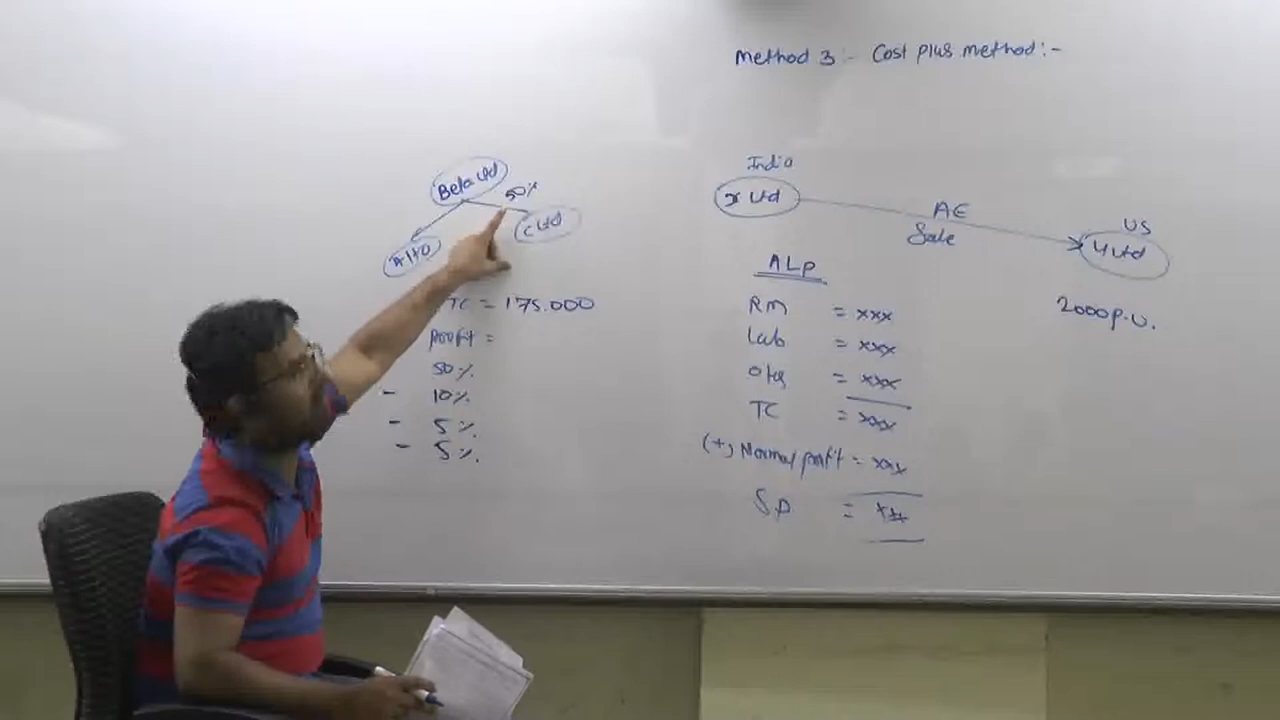 Method 3:- Cost plus method:-
India
x Ltd
AE
Sale
US
Y Ltd
2000 p.u.
ALP
RM = xxx
Lab = xxx
= xxx
TC = xxx
(+) Normal profit = xxx
SP = xxx
Beta Ltd
50%
A Ltd
C Ltd
TC = 175.000
Profit =
50%
- 10%
- 5%
- 5%.